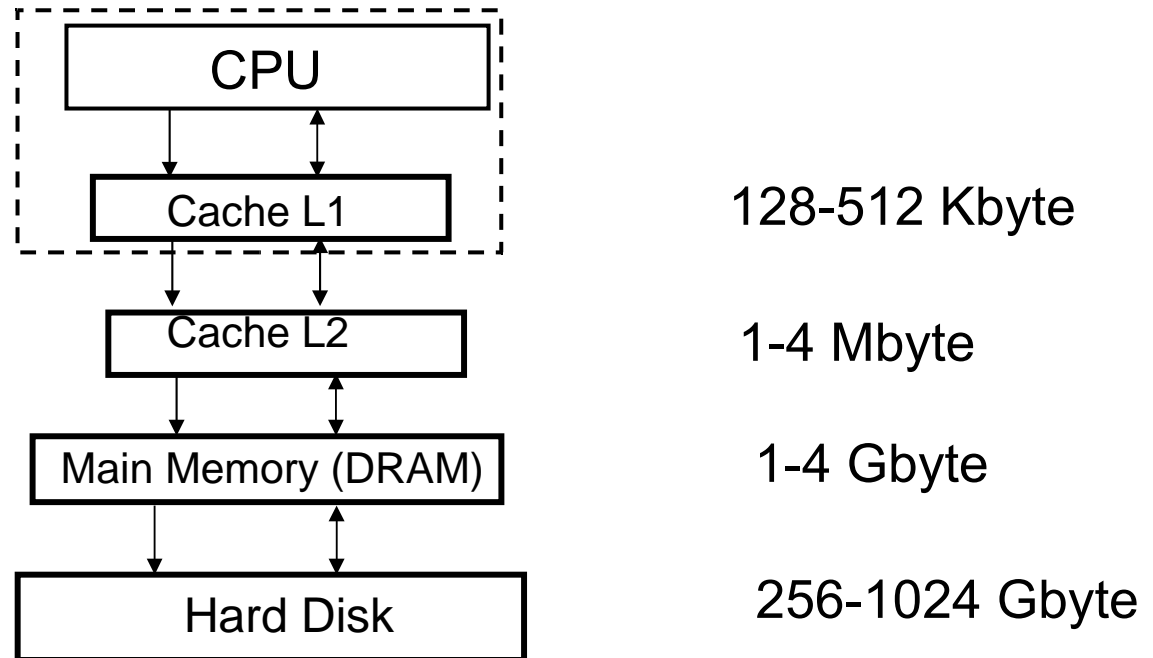 CPU
Cache L1
128-512 Kbyte
Cache L2
1-4 Mbyte
Main Memory (DRAM)
1-4 Gbyte
Hard Disk
256-1024 Gbyte